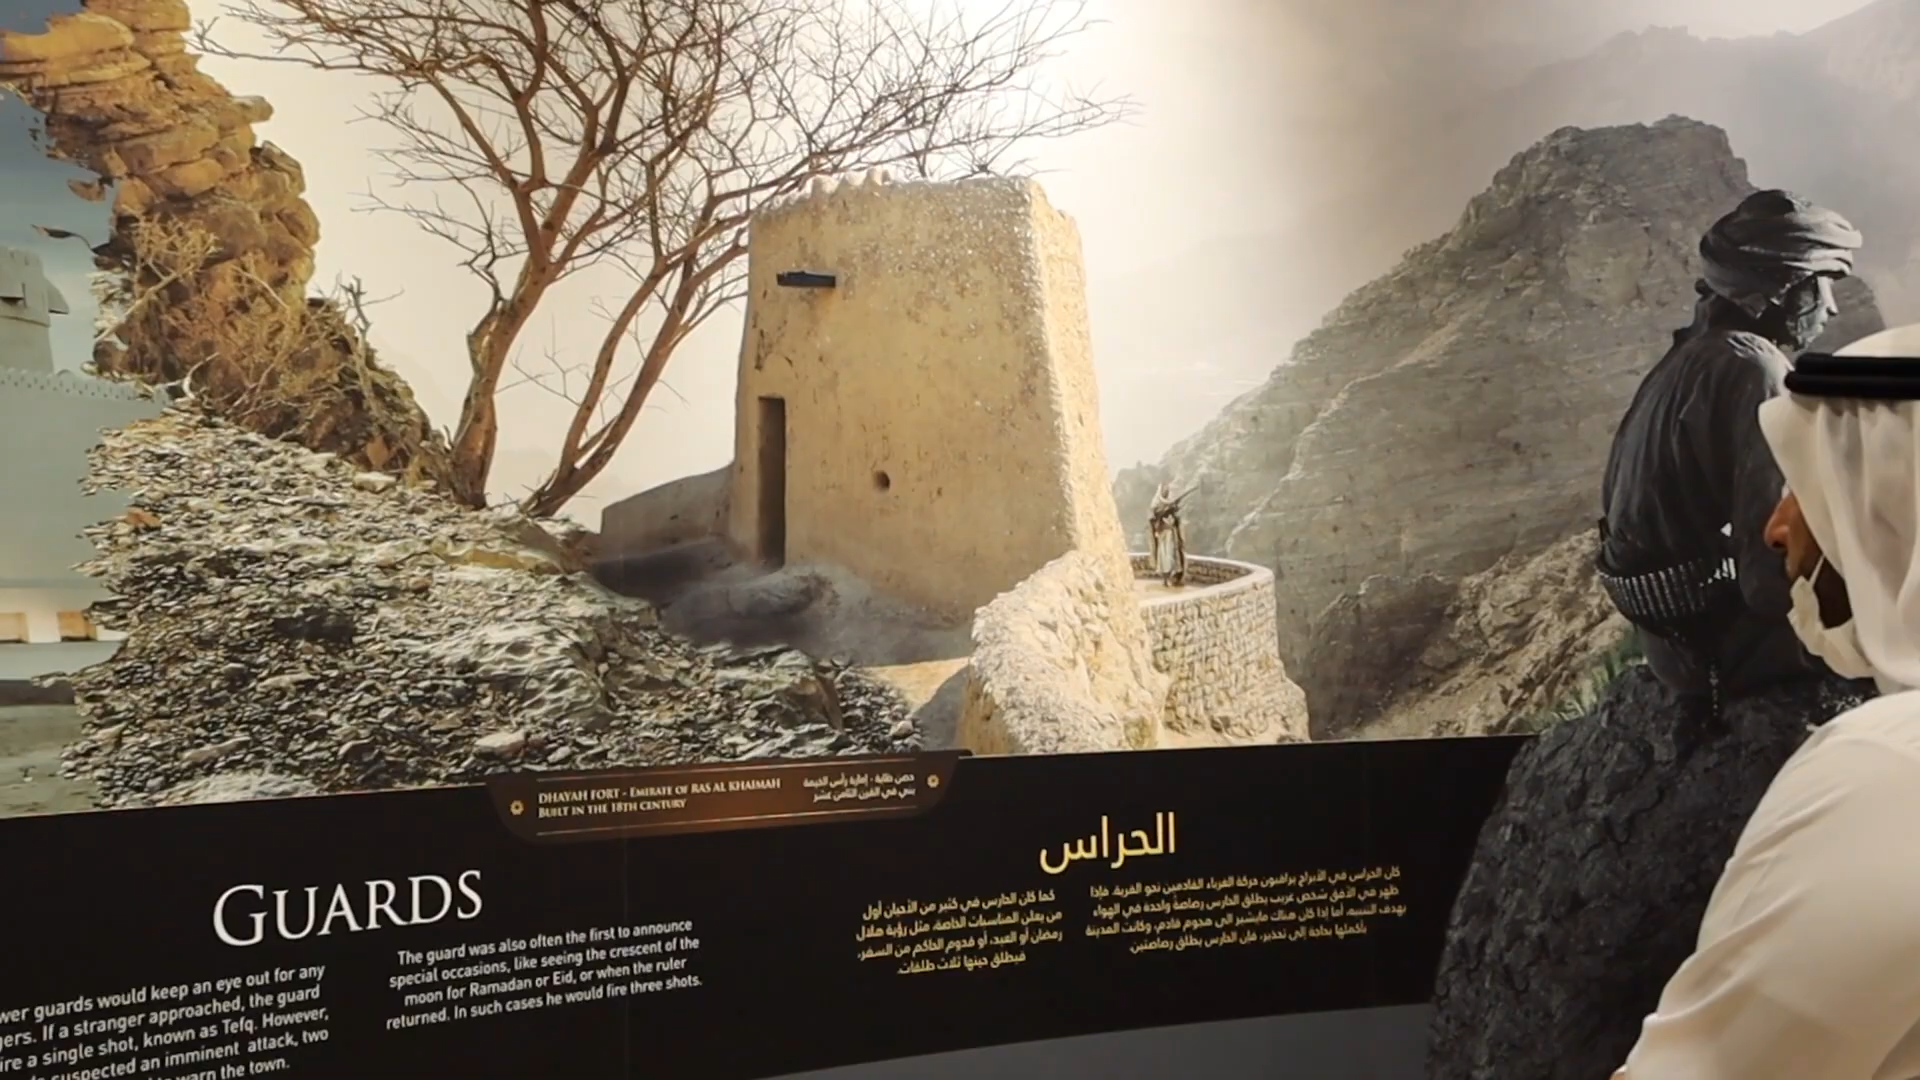 DHAYAH FORT - EMIRATE OF RAS AL KHAIMAH
BUILT IN THE 18TH CENTURY
حصن ظاية - إمارة رأس الخيمة
بني في القرن الثامن عشر
GUARDS
wer guards would keep an eye out for any
gers. If a stranger approached, the guard
ire a single shot, known as Tefq. However,
suspected an imminent attack, two
warn the town.
The guard was also often the first to announce
special occasions, like seeing the crescent of the
moon for Ramadan or Eid, or when the ruler
returned. In such cases he would fire three shots.
الحراس
كان الحراس في الأبراج يراقبون حركة الغرباء القادمين نحو القرية، فإذا
ظهر في الأفق شخص غريب يطلق الحارس رصاصة واحدة في الهواء
بهدف التنبيه، أما إذا كان هناك مايشير الى هجوم قادم، وكانت المدينة
بأكملها بحاجة إلى تحذير، فإن الحارس يطلق رصاصتين.
كما كان الحارس في كثير من الأحيان أول
من يعلن المناسبات الخاصة، مثل رؤية هلال
رمضان أو العيد، أو قدوم الحاكم من السفر،
فيطلق حينها ثلاث طلقات.